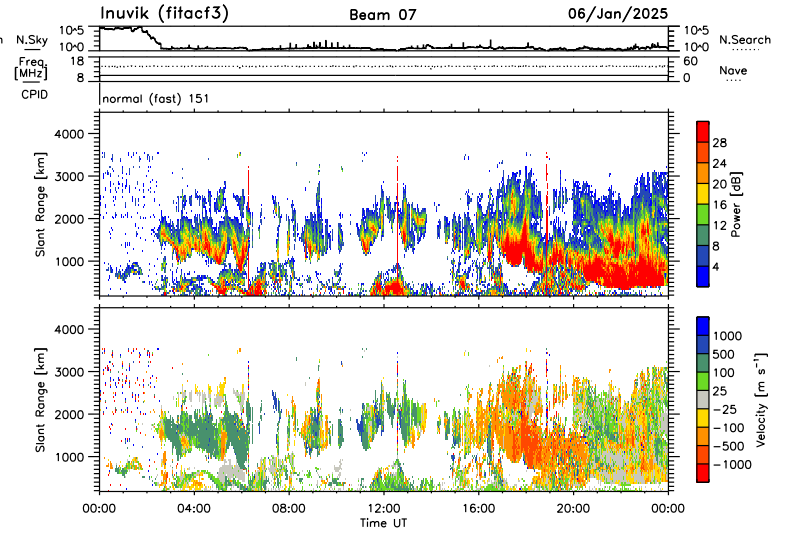 Inuvik (fitacf3) Beam 07 06/Jan/2025
n N.Sky 10^5 10^0 10^5 10^0 N.Search
Freq. [MHz] 18 8 60 0 Nave
CPID normal (fast) 151
Slant Range [km] 4000 3000 2000 1000
28 24 20 16 12 8 4 Power [dB]
Slant Range [km] 4000 3000 2000 1000
1000 500 100 25 -25 -100 -500 -1000 Velocity [m s⁻¹]
00:00 04:00 08:00 12:00 16:00 20:00 00:00
Time UT